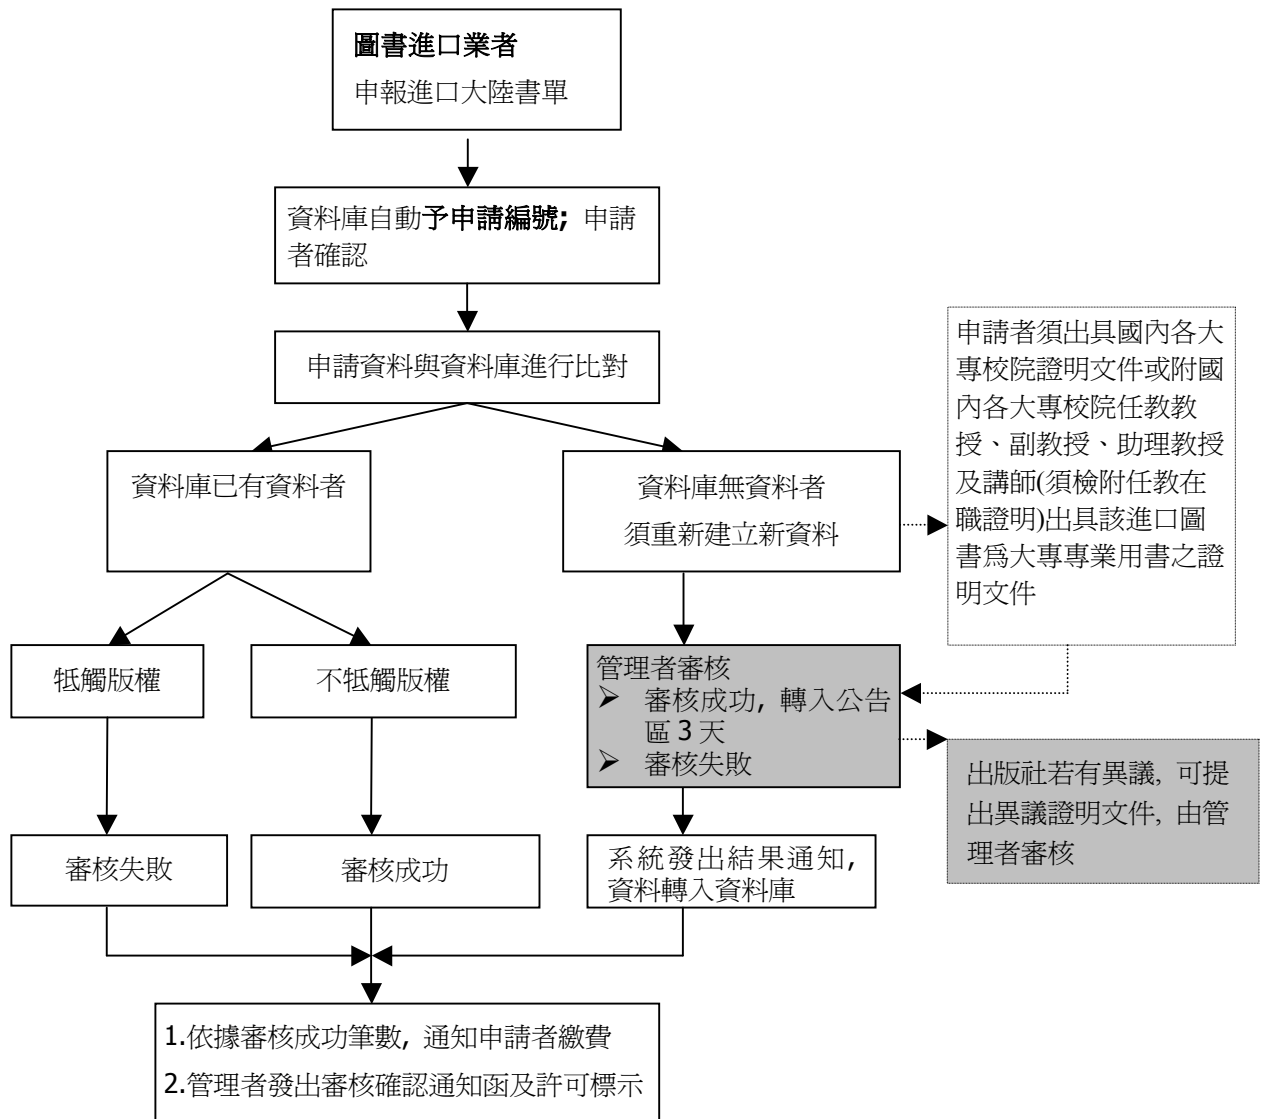 圖書進口業者
申報進口大陸書單
資料庫自動予申請編號; 申請
者確認
申請資料與資料庫進行比對
資料庫已有資料者
資料庫無資料者
須重新建立新資料
申請者須出具國內各大
專校院證明文件或附國
內各大專校院任教教
授、副教授、助理教授
及講師(須檢附任教在
職證明)出具該進口圖
書爲大專專業用書之證
明文件
牴觸版權
不牴觸版權
管理者審核
➢ 審核成功, 轉入公告
區 3 天
➢ 審核失敗
出版社若有異議, 可提
出異議證明文件, 由管
理者審核
審核失敗
審核成功
系統發出結果通知,
資料轉入資料庫
1.依據審核成功筆數, 通知申請者繳費
2.管理者發出審核確認通知函及許可標示